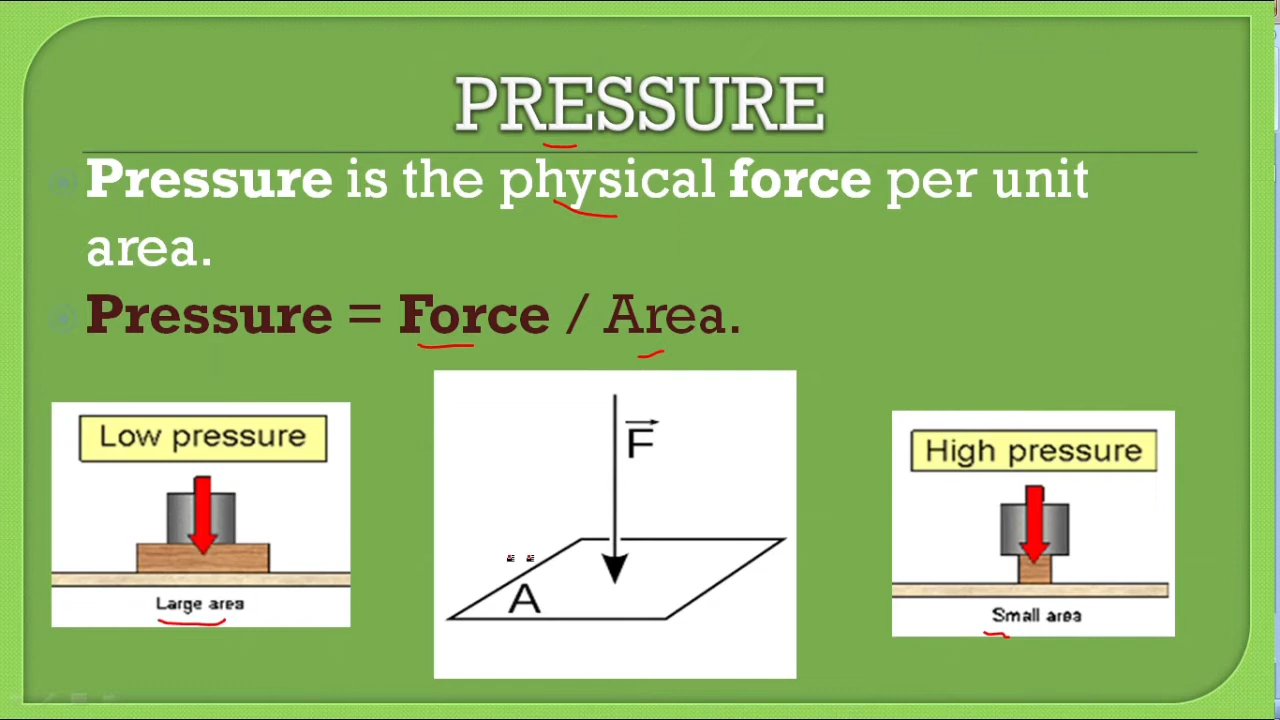 PRESSURE
Pressure is the physical force per unit
area.
Pressure = Force / Area.
Low pressure
Large area
F
A
High pressure
Small area